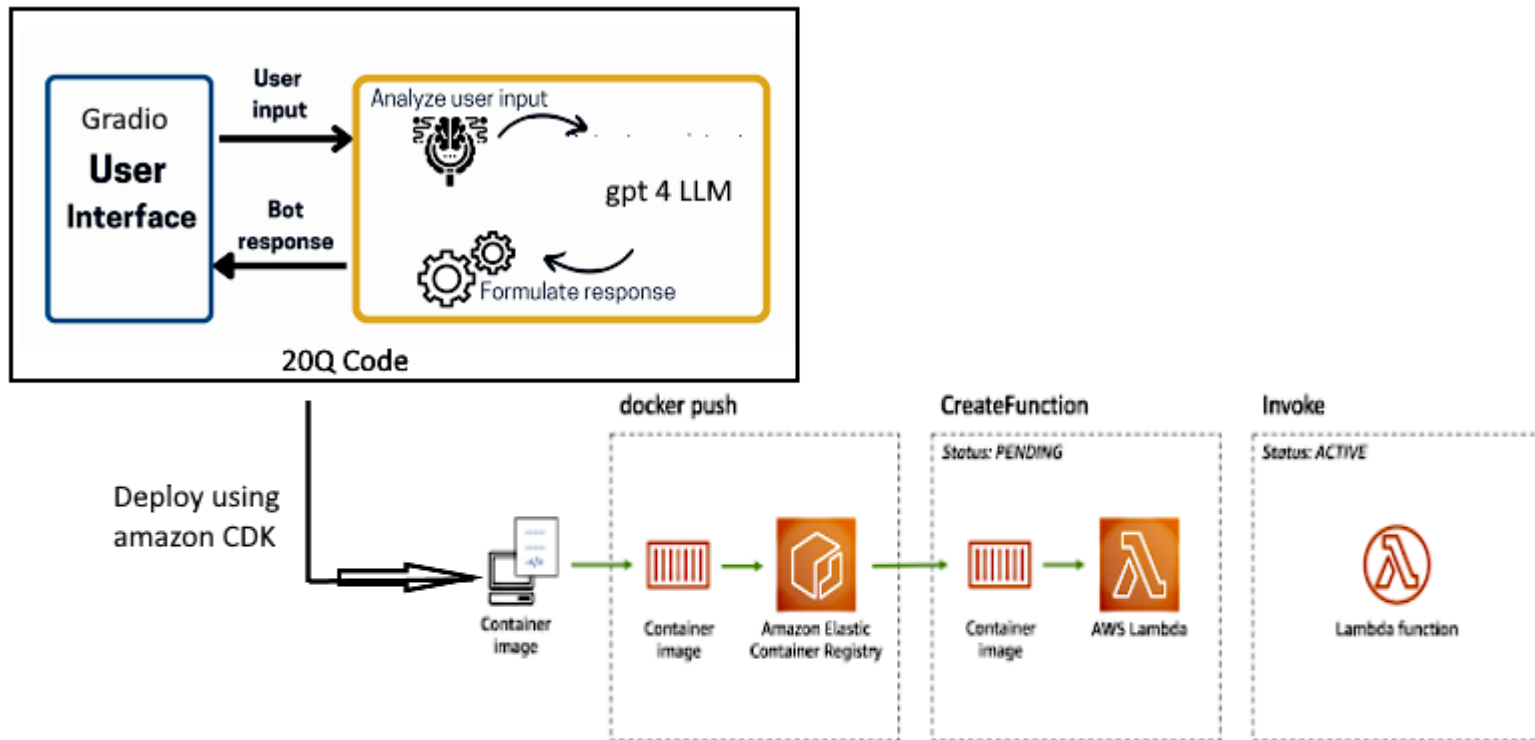 User
input
Analyze user input
Gradio
User
Interface
gpt 4 LLM
Bot
response
Formulate response
20Q Code
docker push
CreateFunction
Invoke
Status: PENDING
Status: ACTIVE
Deploy using
amazon CDK
Container
image
Container
image
Amazon Elastic
Container Registry
Container
image
AWS Lambda
Lambda function